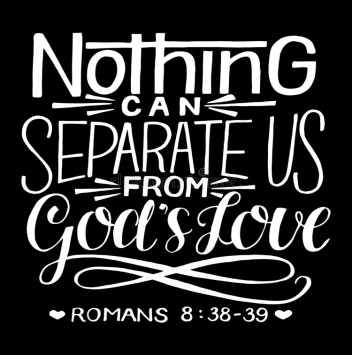 NOTHING
CAN
SEPARATE US
FROM
God's Love
ROMANS 8:38-39